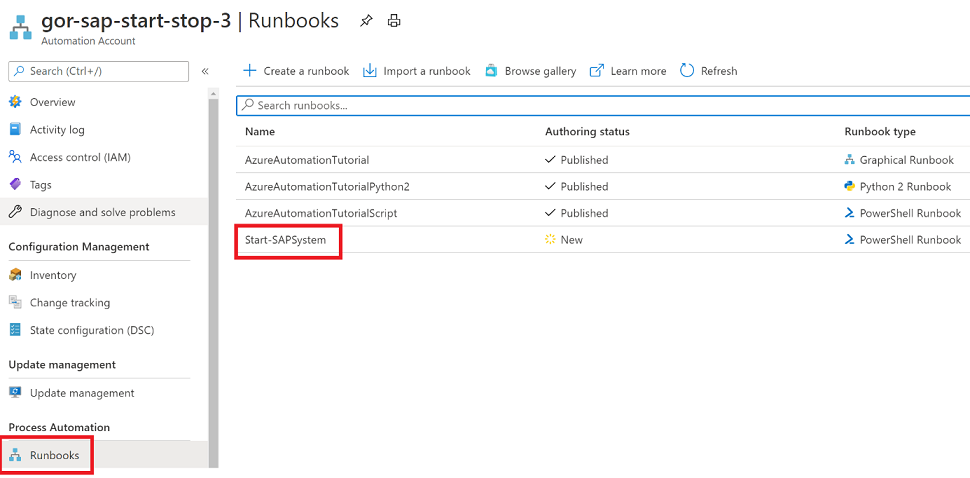 gor-sap-start-stop-3 | Runbooks
Automation Account
Search (Ctrl+/)
«
Overview
Activity log
Access control (IAM)
Tags
Diagnose and solve problems
Configuration Management
Inventory
Change tracking
State configuration (DSC)
Update management
Update management
Process Automation
Runbooks
Create a runbook Import a runbook Browse gallery Learn more Refresh
Search runbooks...
Name Authoring status Runbook type
AzureAutomationTutorial Published Graphical Runbook
AzureAutomationTutorialPython2 Published Python 2 Runbook
AzureAutomationTutorialScript Published PowerShell Runbook
Start-SAPSystem New PowerShell Runbook